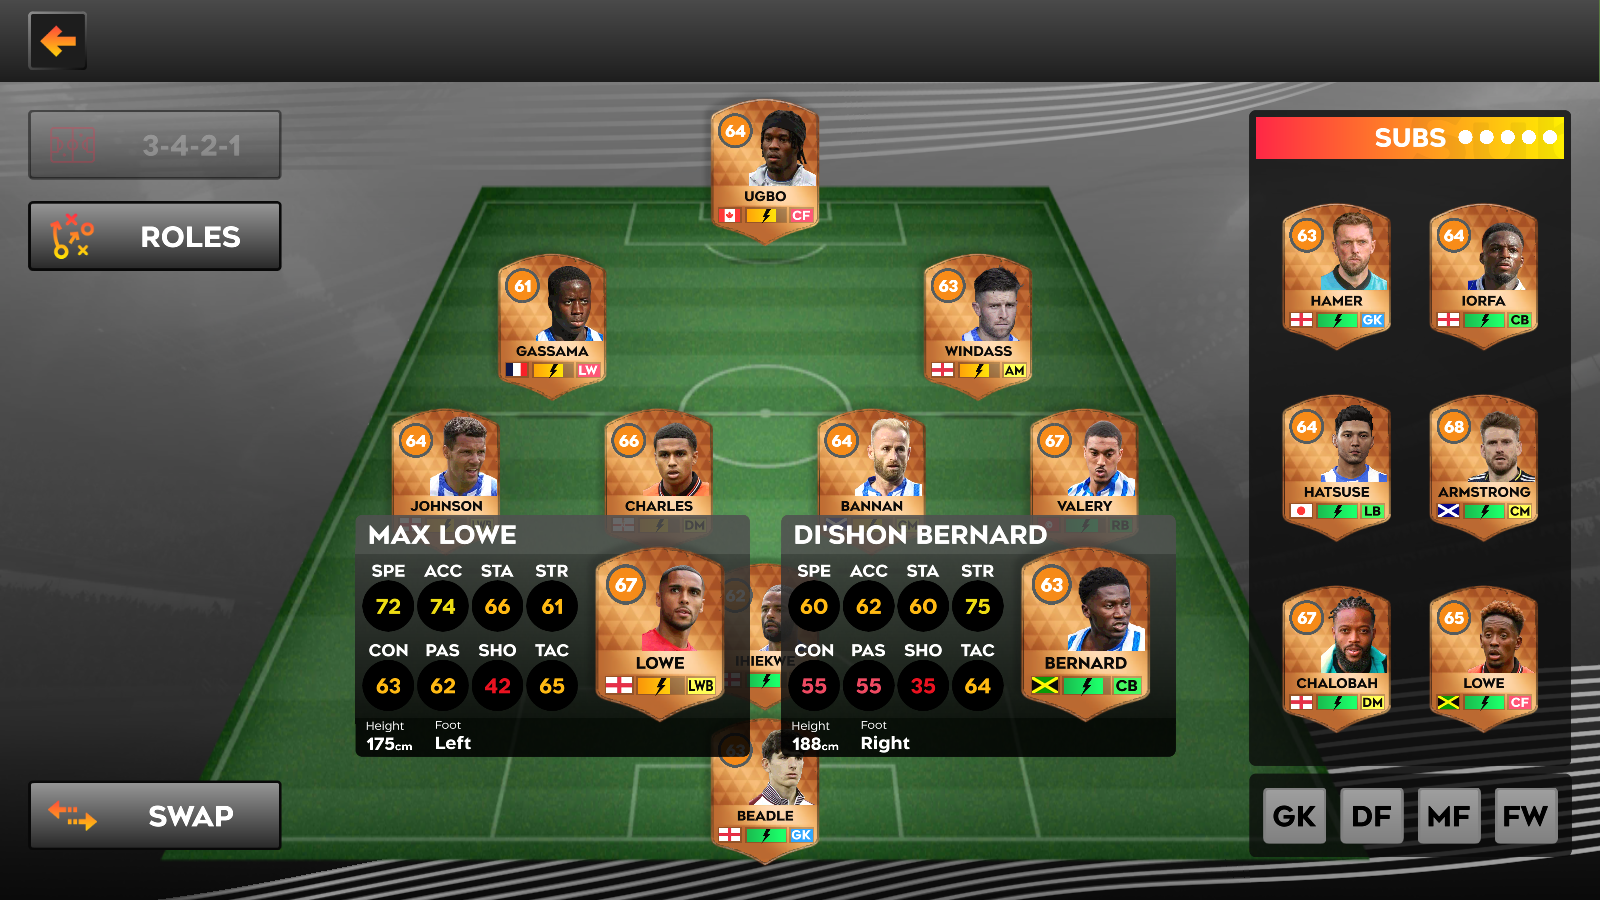 3-4-2-1
ROLES
SWAP
64
UGBO
CF
61
GASSAMA
LW
63
WINDASS
AM
64
JOHNSON
LWB
66
CHARLES
DM
64
BANNAN
CM
67
VALERY
RB
MAX LOWE
SPE ACC STA STR
72 74 66 61
CON PAS SHO TAC
63 62 42 65
Height Foot
175cm Left
67
LOWE
LWB
62
IHIEKWE
DI'SHON BERNARD
SPE ACC STA STR
60 62 60 75
CON PAS SHO TAC
55 55 35 64
Height Foot
188cm Right
63
BERNARD
CB
63
BEADLE
GK
SUBS
63
HAMER
GK
64
IORFA
CB
64
HATSUSE
LB
68
ARMSTRONG
CM
67
CHALOBAH
DM
65
LOWE
CF
GK DF MF FW